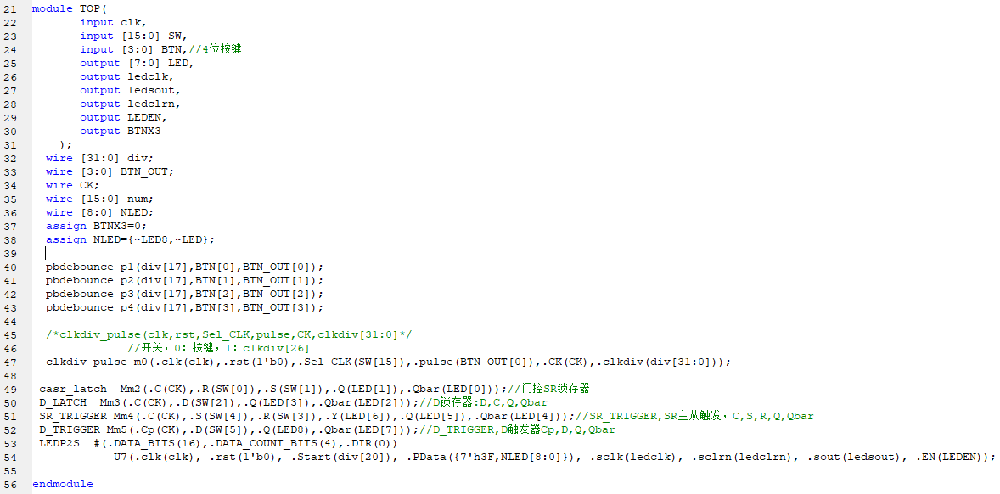 21 module TOP(
22 input clk,
23 input [15:0] SW,
24 input [3:0] BTN,//4位按键
25 output [7:0] LED,
26 output ledclk,
27 output ledsout,
28 output ledclrn,
29 output LEDEN,
30 output BTNX3
31 );
32 wire [31:0] div;
33 wire [3:0] BTN_OUT;
34 wire CK;
35 wire [15:0] num;
36 wire [8:0] NLED;
37 assign BTNX3=0;
38 assign NLED={~LED8,~LED};
39
40 pbdebounce p1(div[17],BTN[0],BTN_OUT[0]);
41 pbdebounce p2(div[17],BTN[1],BTN_OUT[1]);
42 pbdebounce p3(div[17],BTN[2],BTN_OUT[2]);
43 pbdebounce p4(div[17],BTN[3],BTN_OUT[3]);
44
45 /*clkdiv_pulse(clk,rst,Sel_CLK,pulse,CK,clkdiv[31:0]*/
46 //开关，0：按键，1：clkdiv[26]
47 clkdiv_pulse m0(.clk(clk),.rst(1'b0),.Sel_CLK(SW[15]),.pulse(BTN_OUT[0]),.CK(CK),.clkdiv(div[31:0]));
48
49 casr_latch Mm2(.C(CK),.R(SW[0]),.S(SW[1]),.Q(LED[1]),.Qbar(LED[0]));//门控SR锁存器
50 D_LATCH Mm3(.C(CK),.D(SW[2]),.Q(LED[3]),.Qbar(LED[2]));//D锁存器:D,C,Q,Qbar
51 SR_TRIGGER Mm4(.C(CK),.S(SW[4]),.R(SW[3]),.Y(LED[6]),.Q(LED[5]),.Qbar(LED[4]));//SR_TRIGGER,SR主从触发，C,S,R,Q,Qbar
52 D_TRIGGER Mm5(.Cp(CK),.D(SW[5]),.Q(LED8),.Qbar(LED[7]));//D_TRIGGER,D触发器Cp,D,Q,Qbar
53 LEDP2S #(.DATA_BITS(16),.DATA_COUNT_BITS(4),.DIR(0))
54 U7(.clk(clk), .rst(1'b0), .Start(div[20]), .PData({7'h3F,NLED[8:0]}), .sclk(ledclk), .sclrn(ledclrn), .sout(ledsout), .EN(LEDEN));
55
56 endmodule